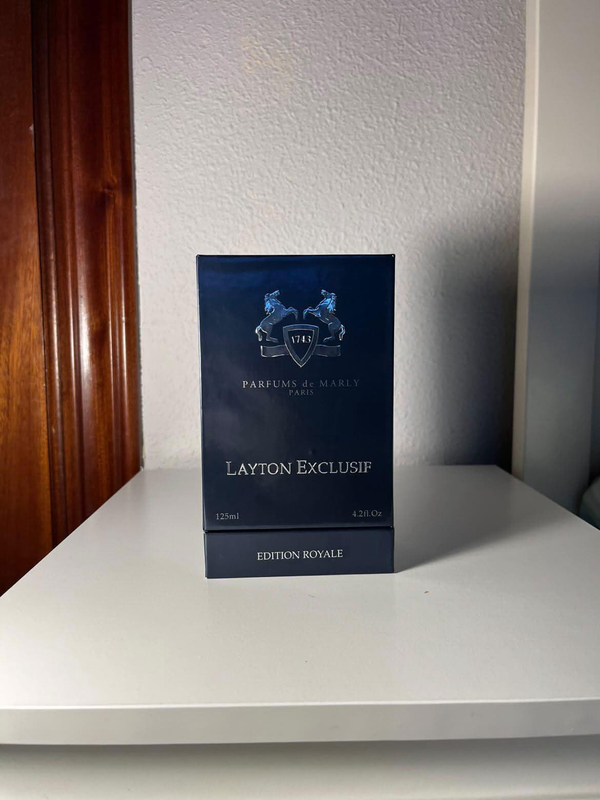 1743
PARFUMS de MARLY
PARIS
LAYTON EXCLUSIF
125ml 4.2fl.Oz
EDITION ROYALE